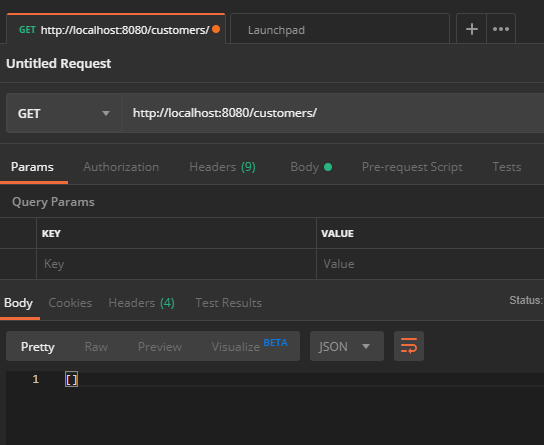 GET http://localhost:8080/customers/ Launchpad + •••
Untitled Request
GET http://localhost:8080/customers/
Params Authorization Headers (9) Body Pre-request Script Tests
Query Params
KEY VALUE
Key Value
Body Cookies Headers (4) Test Results Status:
Pretty Raw Preview Visualize BETA JSON
1 []